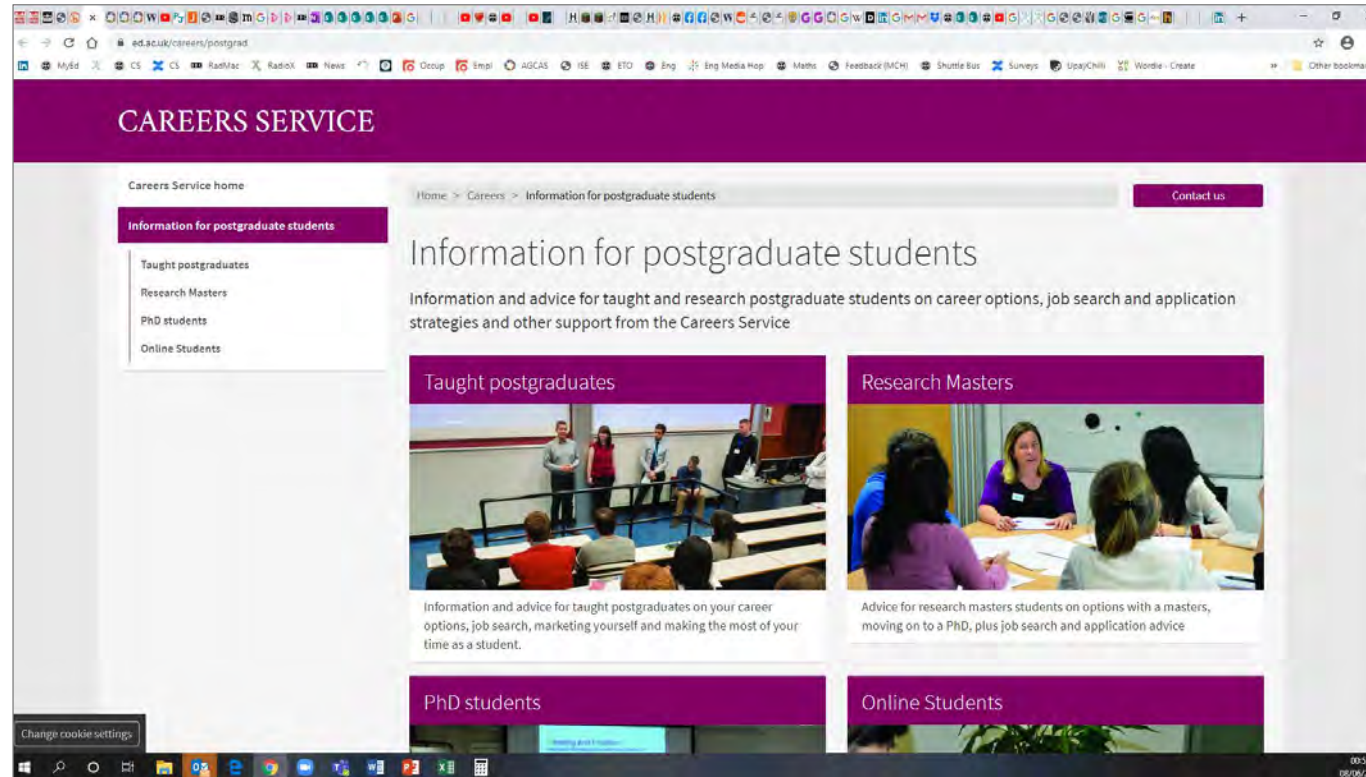 ed.ac.uk/careers/postgrad
MyEd CS CS RadMac RadioX News Occup Empl AGCAS ISE ETO Eng Eng Media Hop Maths Feedback (MCH) Shuttle Bus Surveys UpayChilli Wordle - Create Other bookma
CAREERS SERVICE
Careers Service home
Information for postgraduate students
Taught postgraduates
Research Masters
PhD students
Online Students
Home > Careers > Information for postgraduate students
Contact us
Information for postgraduate students
Information and advice for taught and research postgraduate students on career options, job search and application
strategies and other support from the Careers Service
Taught postgraduates
Information and advice for taught postgraduates on your career
options, job search, marketing yourself and making the most of your
time as a student.
Research Masters
Advice for research masters students on options with a masters,
moving on to a PhD, plus job search and application advice
PhD students
Online Students
Change cookie settings